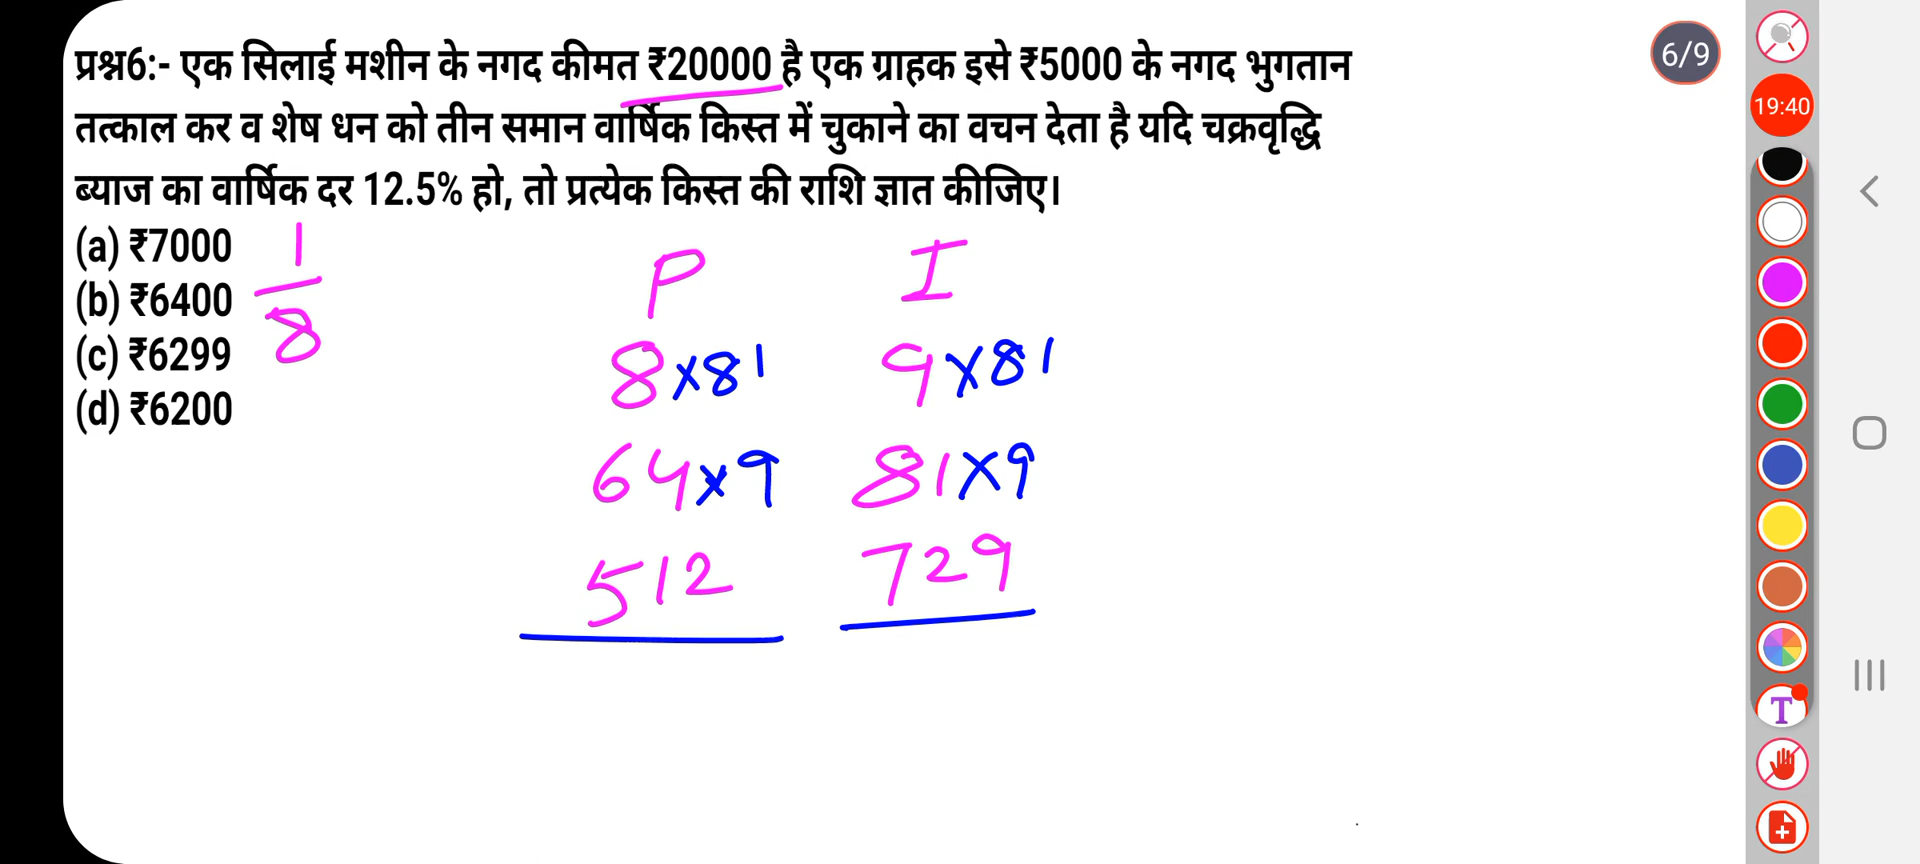 प्रश्न6:- एक सिलाई मशीन के नगद कीमत ₹20000 है एक ग्राहक इसे ₹5000 के नगद भुगतान
तत्काल कर व शेष धन को तीन समान वार्षिक किस्त में चुकाने का वचन देता है यदि चक्रवृद्धि
ब्याज का वार्षिक दर 12.5% हो, तो प्रत्येक किस्त की राशि ज्ञात कीजिए।
(a) ₹7000
(b) ₹6400
(c) ₹6299
(d) ₹6200
1
8
P I
8×81 9×81
64×9 81×9
512 729
6/9
19:40
T